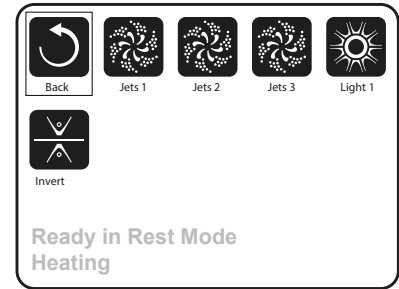 Back Jets 1 Jets 2 Jets 3 Light 1
Invert
Ready in Rest Mode
Heating